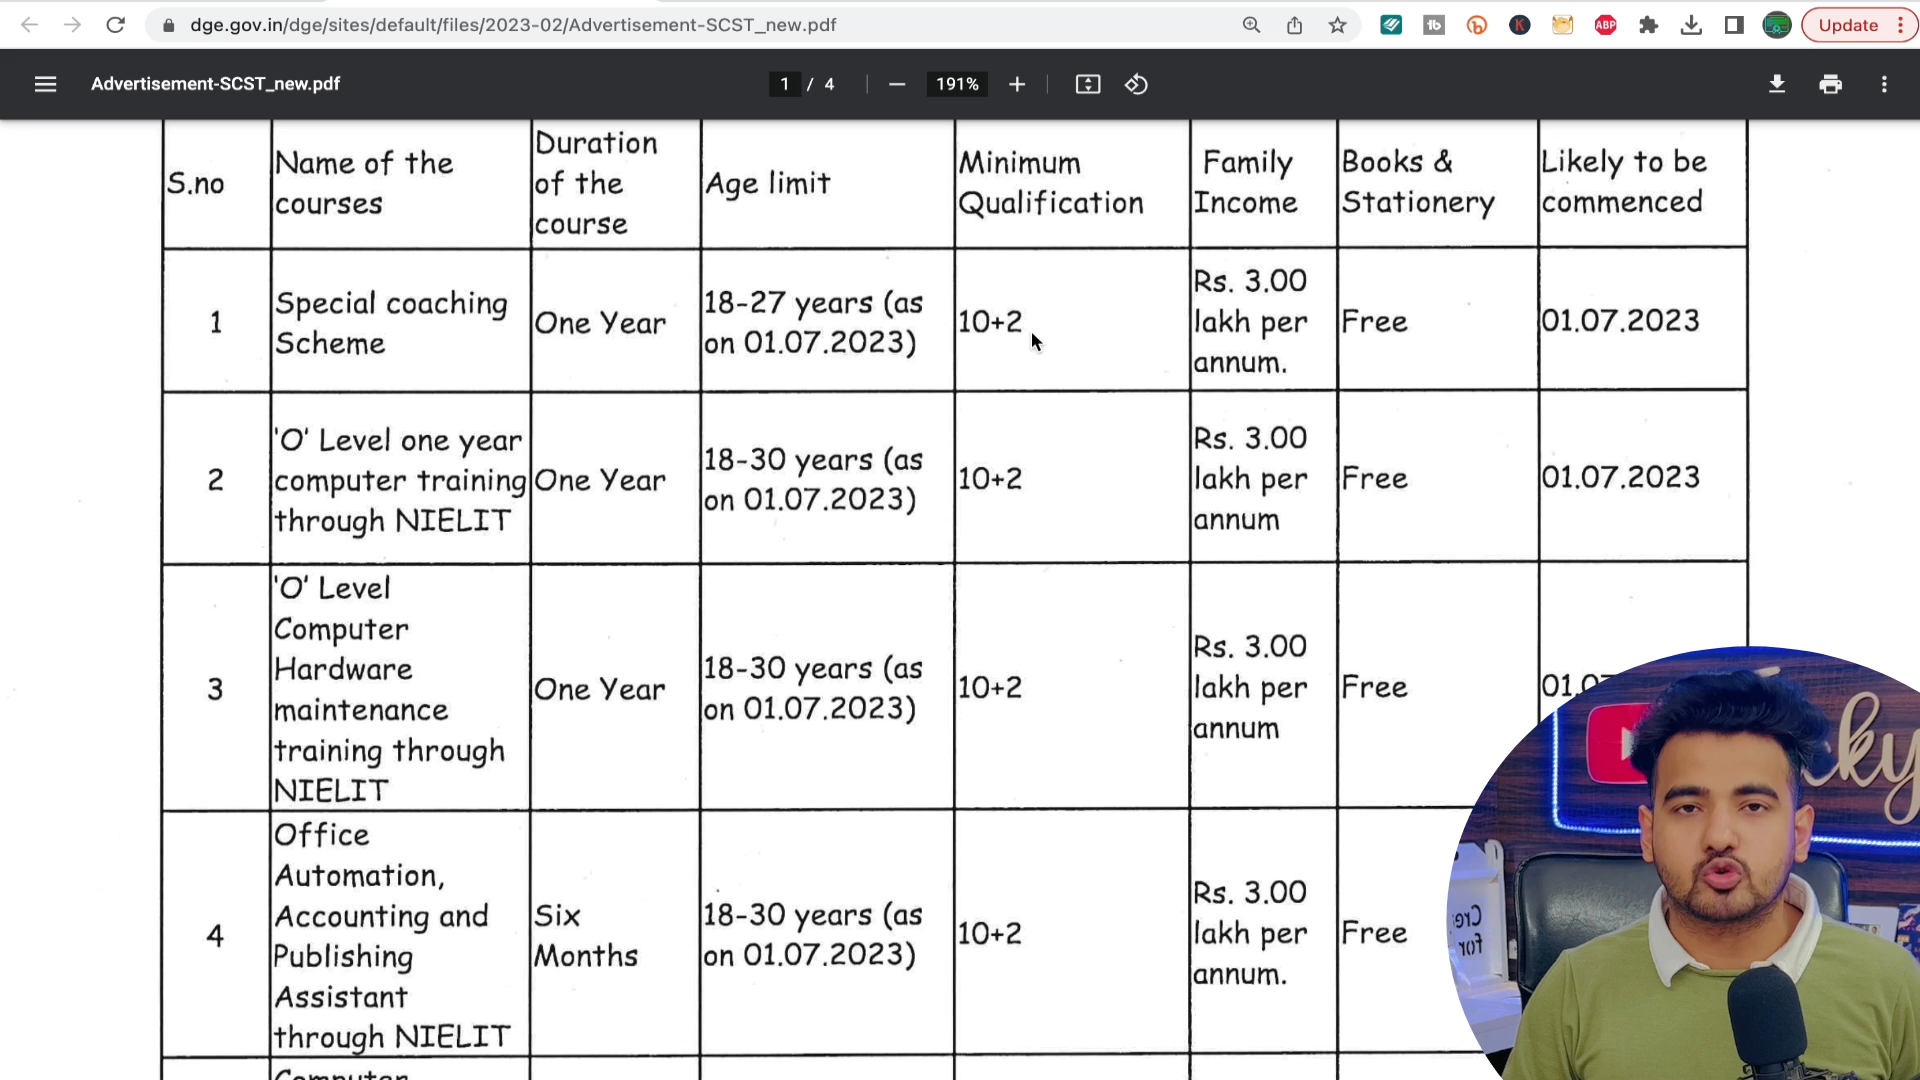 dge.gov.in/dge/sites/default/files/2023-02/Advertisement-SCST_new.pdf
ABP
Update
Advertisement-SCST_new.pdf
1 / 4
191%
S.no
Name of the
courses
Duration
of the
course
Age limit
Minimum
Qualification
Family
Income
Books &
Stationery
Likely to be
commenced
1
Special coaching
Scheme
One Year
18-27 years (as
on 01.07.2023)
10+2
Rs. 3.00
lakh per
annum.
Free
01.07.2023
2
'O' Level one year
computer training
through NIELIT
One Year
18-30 years (as
on 01.07.2023)
10+2
Rs. 3.00
lakh per
annum
Free
01.07.2023
3
'O' Level
Computer
Hardware
maintenance
training through
NIELIT
One Year
18-30 years (as
on 01.07.2023)
10+2
Rs. 3.00
lakh per
annum
Free
01.07
4
Office
Automation,
Accounting and
Publishing
Assistant
through NIELIT
Six
Months
18-30 years (as
on 01.07.2023)
10+2
Rs. 3.00
lakh per
annum.
Free
Computer
ky
Cre
for